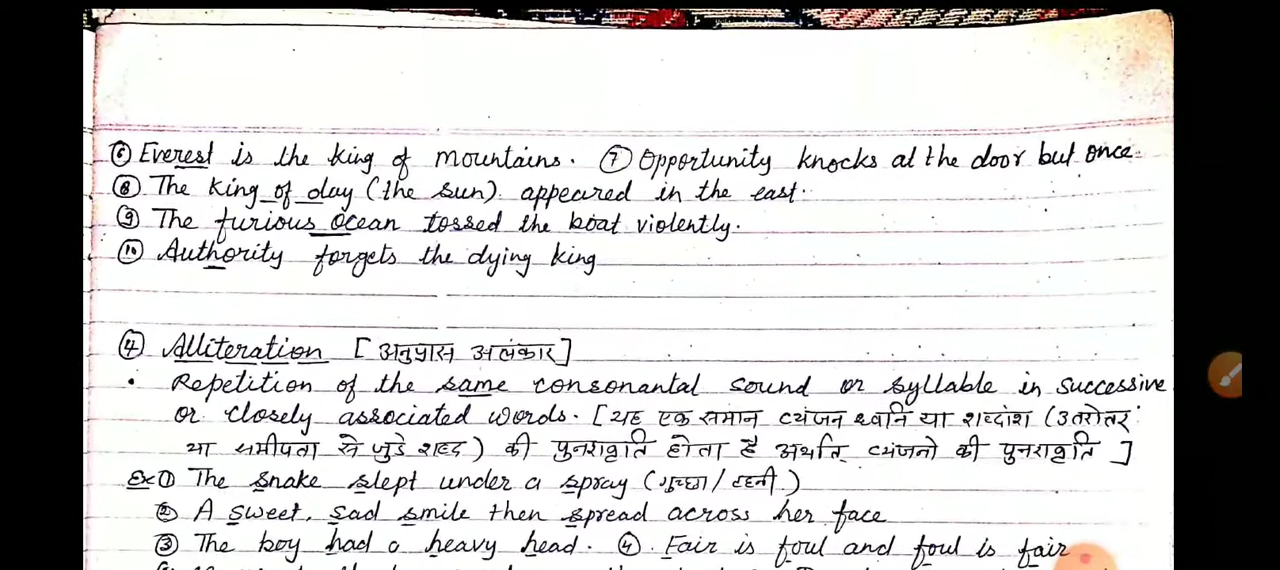 ⑥ Everest is the king of mountains. ⑦ Opportunity knocks at the door but once.
⑧ The king of day (the sun) appeared in the east.
⑨ The furious ocean tossed the boat violently.
⑩ Authority forgets the dying king
④ Alliteration [अनुप्रास अलंकार]
• Repetition of the same consonantal sound or syllable in successive
or closely associated words. [यह एक समान व्यंजन ध्वनि या शब्दांश (उतरोतर
या समीपता से जुडे शब्द) की पुनरावृति होता है अर्थात् व्यंजनो की पुनरावृति]
Ex ① The snake slept under a spray (गुच्छा/टहनी)
② A sweet, sad smile then spread across her face
③ The boy had a heavy head. ④ Fair is foul and foul is fair